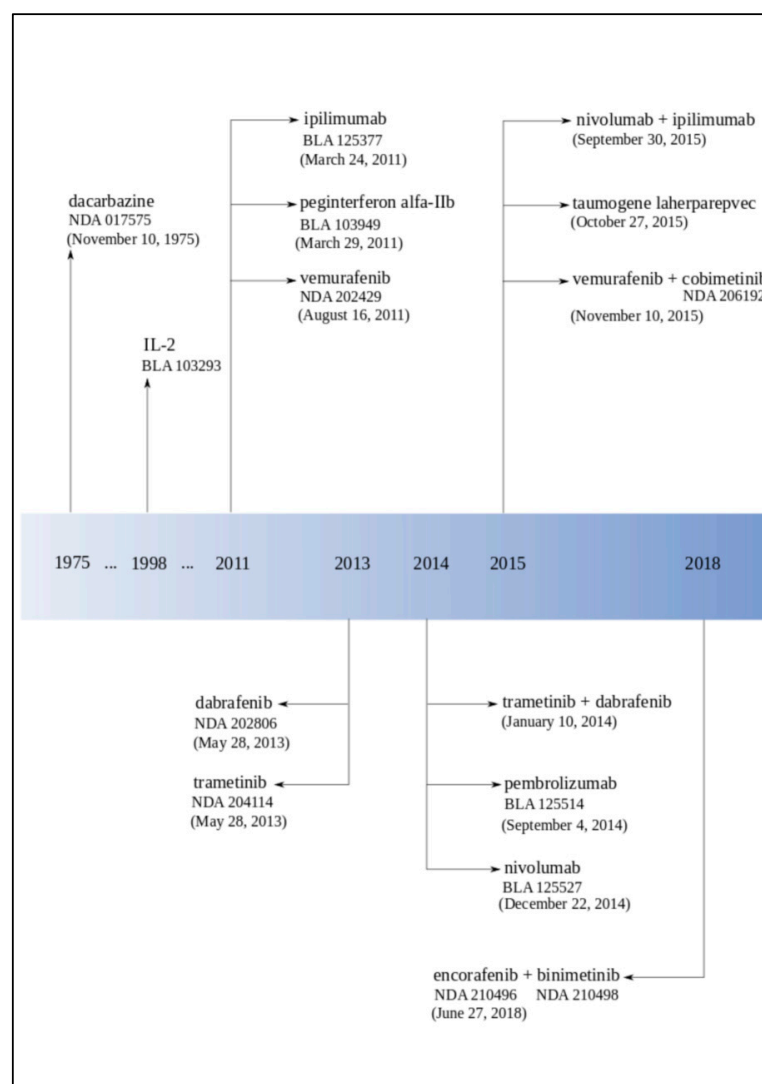 ipilimumab
BLA 125377
(March 24, 2011)
peginterferon alfa-IIb
BLA 103949
(March 29, 2011)
vemurafenib
NDA 202429
(August 16, 2011)
nivolumab + ipilimumab
(September 30, 2015)
taumogene laherparepvec
(October 27, 2015)
vemurafenib + cobimetinib
NDA 206192
(November 10, 2015)
dacarbazine
NDA 017575
(November 10, 1975)
IL-2
BLA 103293
1975 ... 1998 ... 2011 2013 2014 2015 2018
dabrafenib
NDA 202806
(May 28, 2013)
trametinib
NDA 204114
(May 28, 2013)
trametinib + dabrafenib
(January 10, 2014)
pembrolizumab
BLA 125514
(September 4, 2014)
nivolumab
BLA 125527
(December 22, 2014)
encorafenib + binimetinib
NDA 210496 NDA 210498
(June 27, 2018)